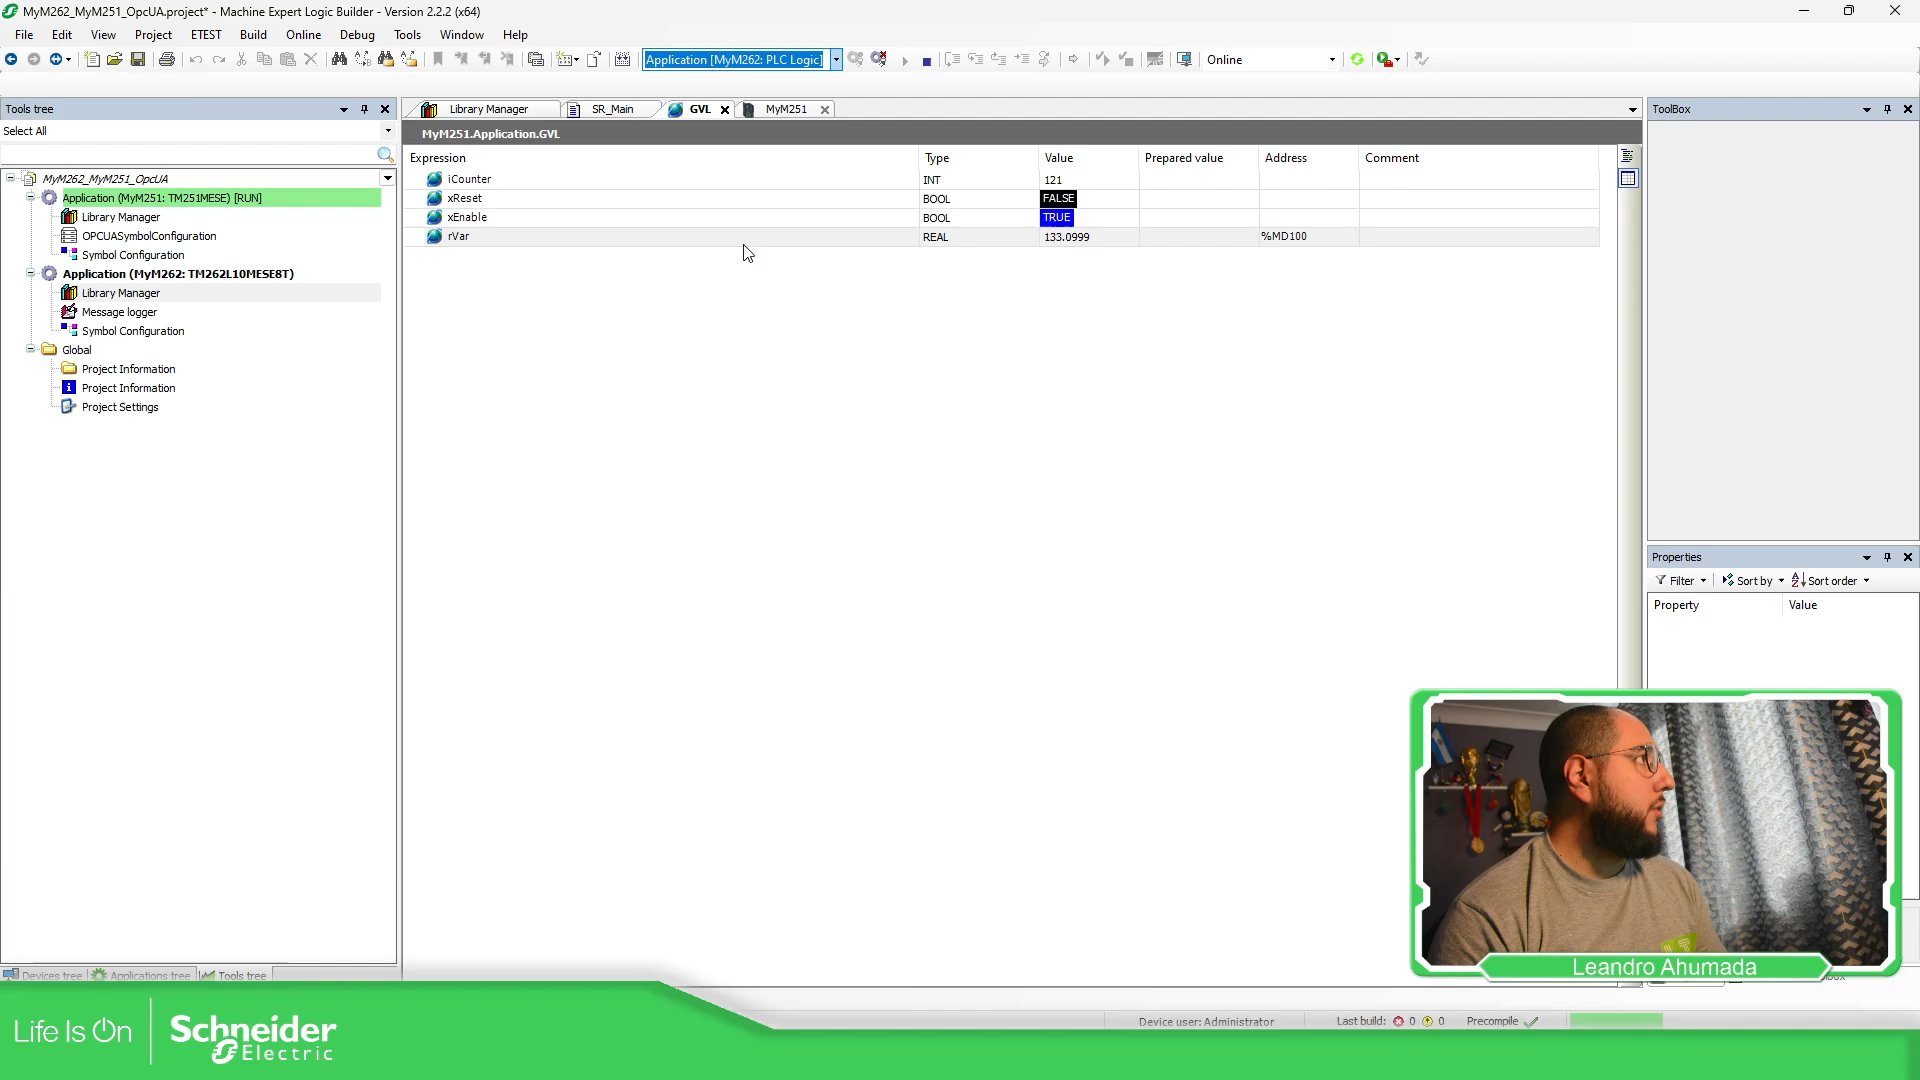 MyM262_MyM251_OpcUA.project* - Machine Expert Logic Builder - Version 2.2.2 (x64)
File Edit View Project ETEST Build Online Debug Tools Window Help
Application [MyM262: PLC Logic] Online
Tools tree
Select All
MyM262_MyM251_OpcUA
Application (MyM251: TM251MESE) [RUN]
Library Manager
OPCUASymbolConfiguration
Symbol Configuration
Application (MyM262: TM262L10MESE8T)
Library Manager
Message logger
Symbol Configuration
Global
Project Information
Project Information
Project Settings
Devices tree Applications tree Tools tree
Library Manager SR_Main GVL MyM251
MyM251.Application.GVL
Expression Type Value Prepared value Address Comment
iCounter INT 121
xReset BOOL FALSE
xEnable BOOL TRUE
rVar REAL 133.0999 %MD100
ToolBox
Properties
Filter Sort by Sort order
Property Value
Leandro Ahumada
Device user: Administrator Last build: 0 0 Precompile
Life Is On Schneider Electric